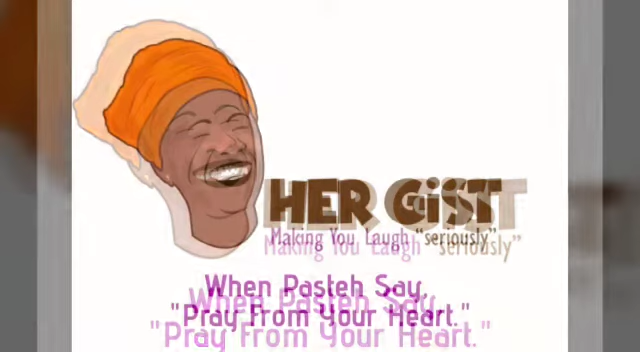 HER GiST
Making You Laugh "seriously"
When Pasteh Say,
"Pray From Your Heart."